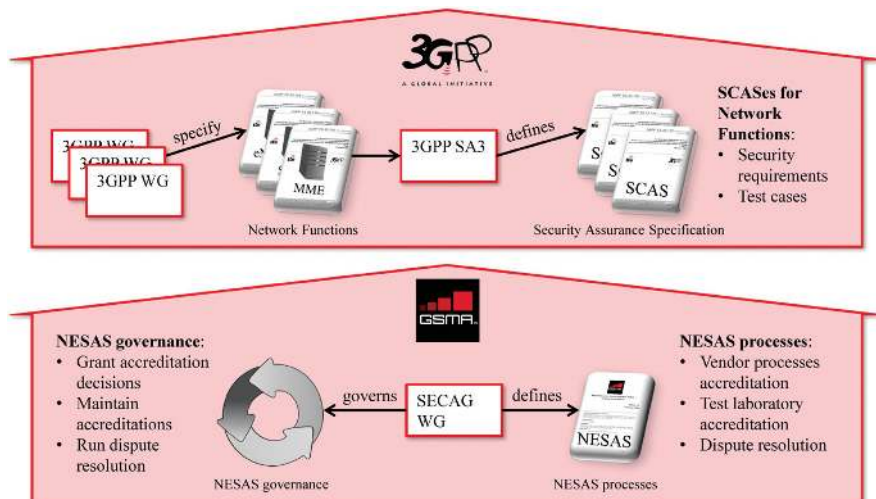 3GPP
A GLOBAL INITIATIVE
SCASes for
Network
Functions:
• Security
requirements
• Test cases
specify
defines
3GPP WG
3GPP WG
3GPP WG
MME
3GPP SA3
SCAS
Network Functions
Security Assurance Specification
GSMA
NESAS governance:
• Grant accreditation
decisions
• Maintain
accreditations
• Run dispute
resolution
governs
SECAG
WG
defines
NESAS
NESAS processes:
• Vendor processes
accreditation
• Test laboratory
accreditation
• Dispute resolution
NESAS governance
NESAS processes